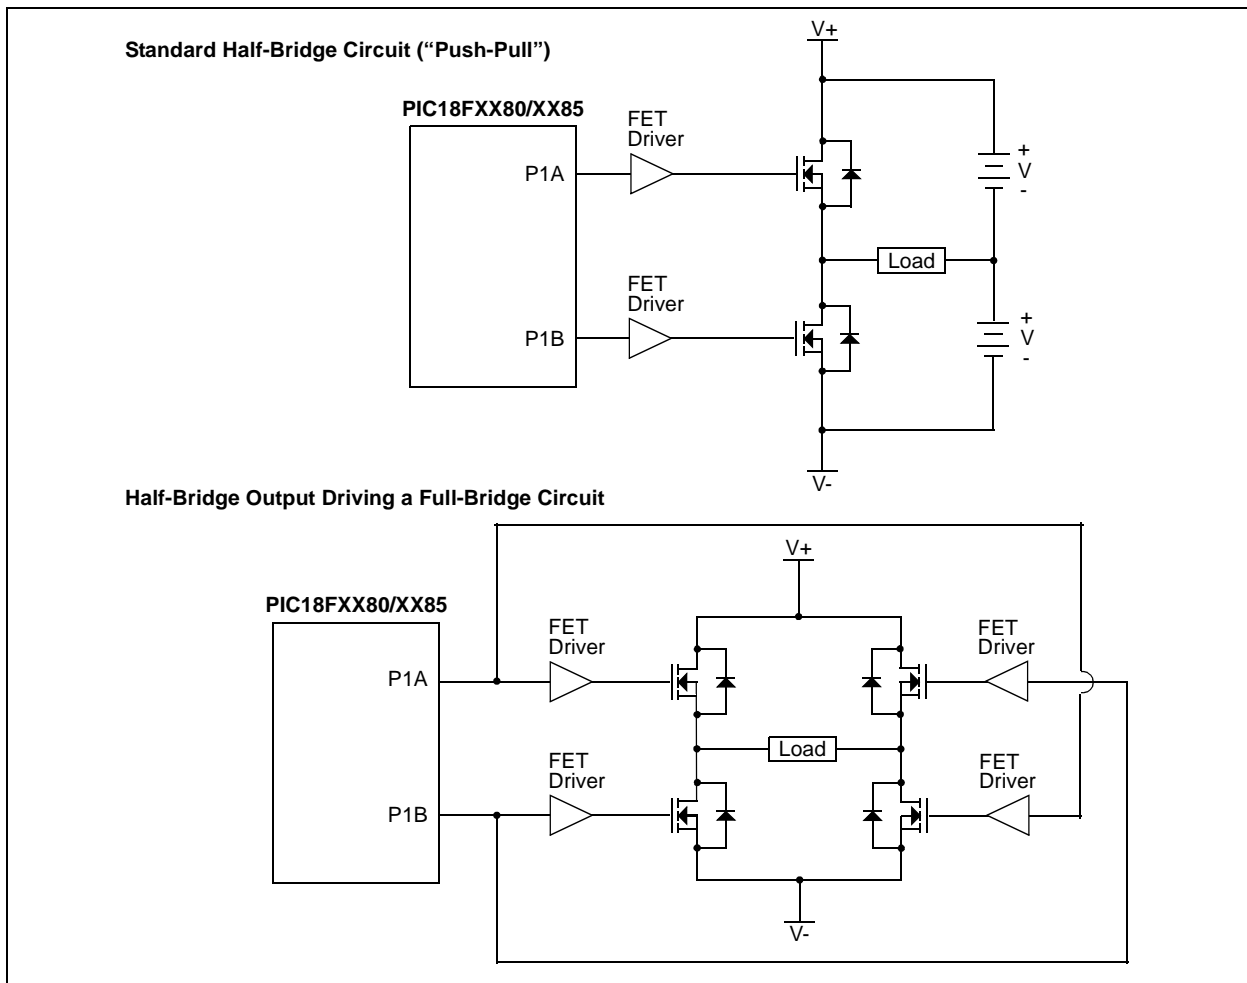 Standard Half-Bridge Circuit (“Push-Pull”)
V+
PIC18FXX80/XX85
FET
Driver
P1A
+
V
-
Load
FET
Driver
P1B
+
V
-
V-
Half-Bridge Output Driving a Full-Bridge Circuit
V+
PIC18FXX80/XX85
FET
Driver
FET
Driver
P1A
Load
FET
Driver
FET
Driver
P1B
V-